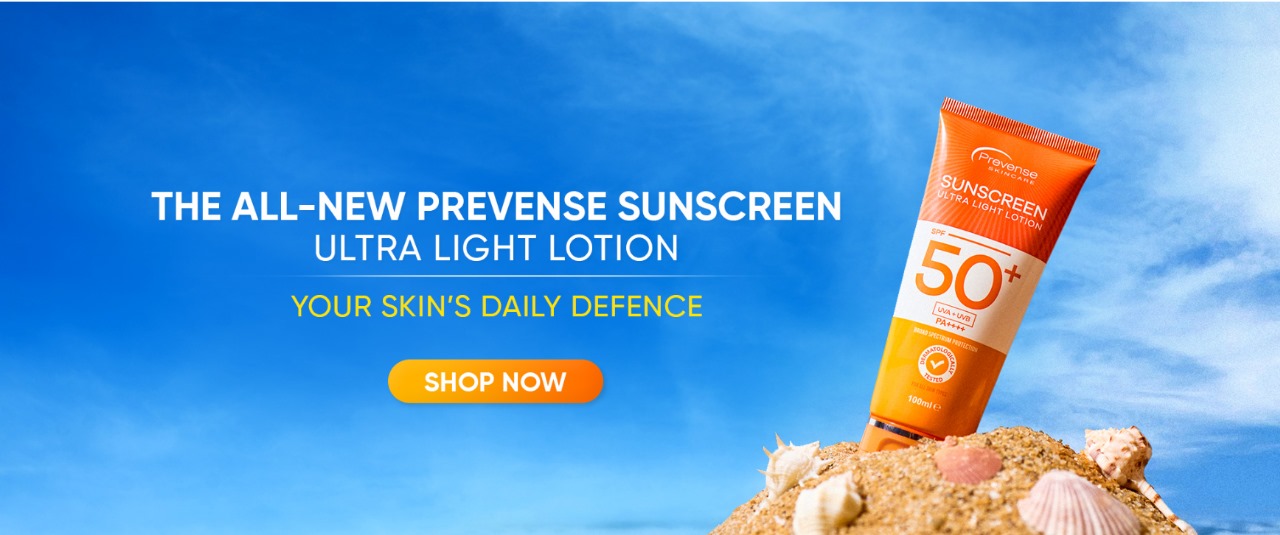 THE ALL-NEW PREVENSE SUNSCREEN
ULTRA LIGHT LOTION
YOUR SKIN'S DAILY DEFENCE
SHOP NOW
Prevense
SKINCARE
SUNSCREEN
ULTRA LIGHT LOTION
SPF
50+
UVA+UVB
PA++++
BROAD SPECTRUM PROTECTION
DERMATOLOGICALLY
TESTED
100ml e